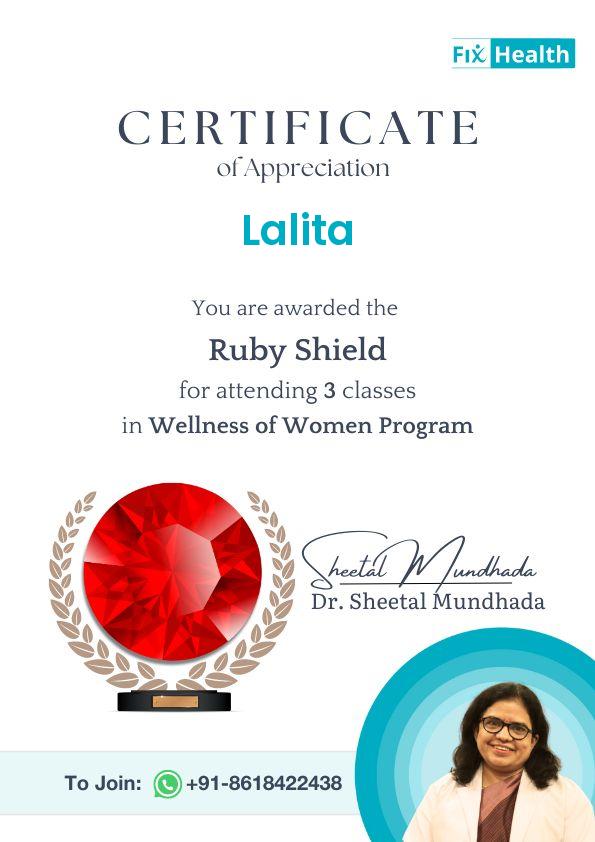 Fix Health
CERTIFICATE
of Appreciation
Lalita
You are awarded the
Ruby Shield
for attending 3 classes
in Wellness of Women Program
Sheetal Mundhada
Dr. Sheetal Mundhada
To Join: +91-8618422438